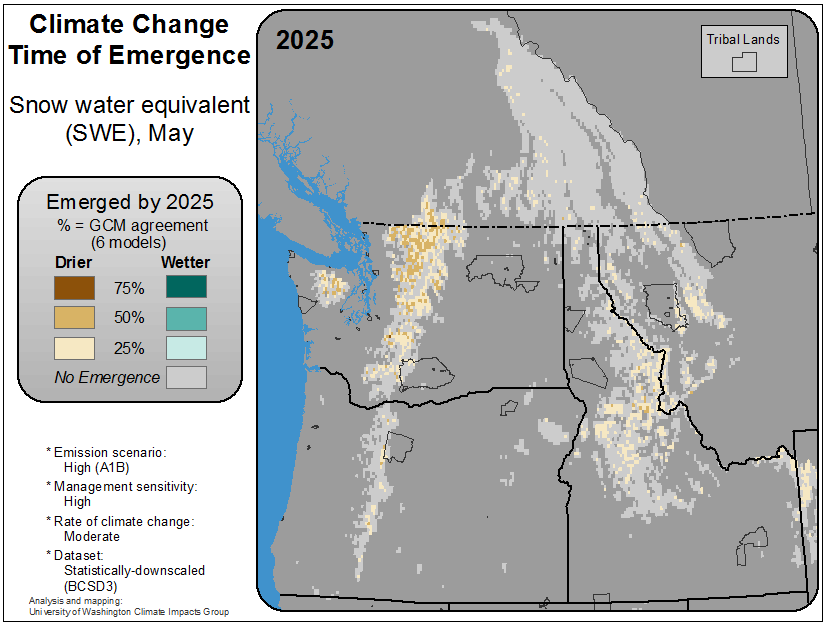 Climate Change
Time of Emergence
Snow water equivalent
(SWE), May
Emerged by 2025
% = GCM agreement
(6 models)
Drier Wetter
75%
50%
25%
No Emergence
* Emission scenario:
High (A1B)
* Management sensitivity:
High
* Rate of climate change:
Moderate
* Dataset:
Statistically-downscaled
(BCSD3)
Analysis and mapping:
University of Washington Climate Impacts Group
2025
Tribal Lands